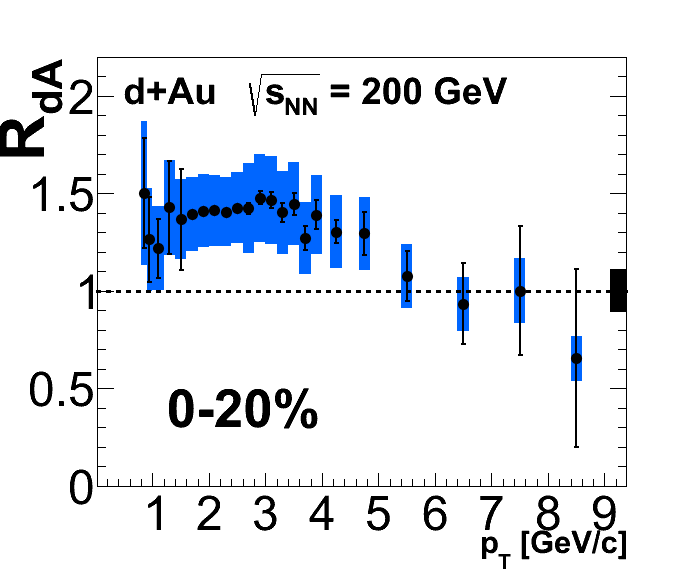 R_dA
d+Au √s_NN = 200 GeV
2
1.5
1
0.5
0
0-20%
1 2 3 4 5 6 7 8 9
p_T [GeV/c]